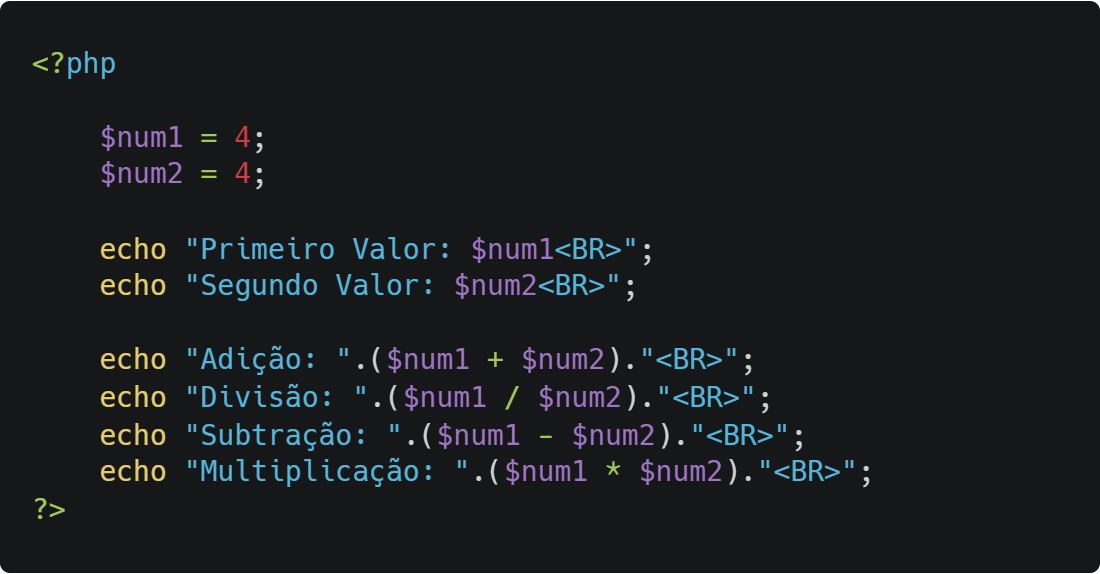 <?php
$num1 = 4;
$num2 = 4;
echo "Primeiro Valor: $num1<BR>";
echo "Segundo Valor: $num2<BR>";
echo "Adição: ".($num1 + $num2)."<BR>";
echo "Divisão: ".($num1 / $num2)."<BR>";
echo "Subtração: ".($num1 - $num2)."<BR>";
echo "Multiplicação: ".($num1 * $num2)."<BR>";
?>